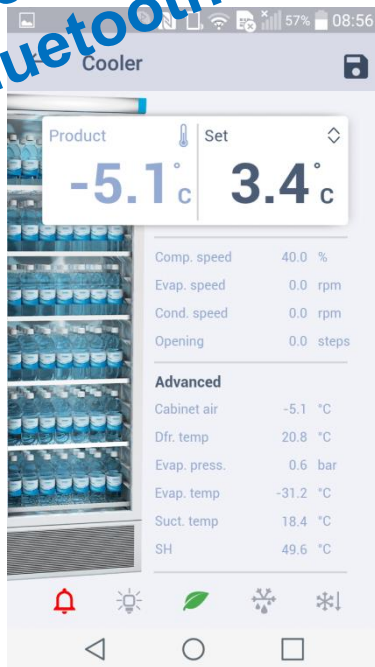 57% 08:56
Bluetooth
Cooler
Product Set
-5.1 °C 3.4 °C
Comp. speed 40.0 %
Evap. speed 0.0 rpm
Cond. speed 0.0 rpm
Opening 0.0 steps
Advanced
Cabinet air -5.1 °C
Dfr. temp 20.8 °C
Evap. press. 0.6 bar
Evap. temp -31.2 °C
Suct. temp 18.4 °C
SH 49.6 °C